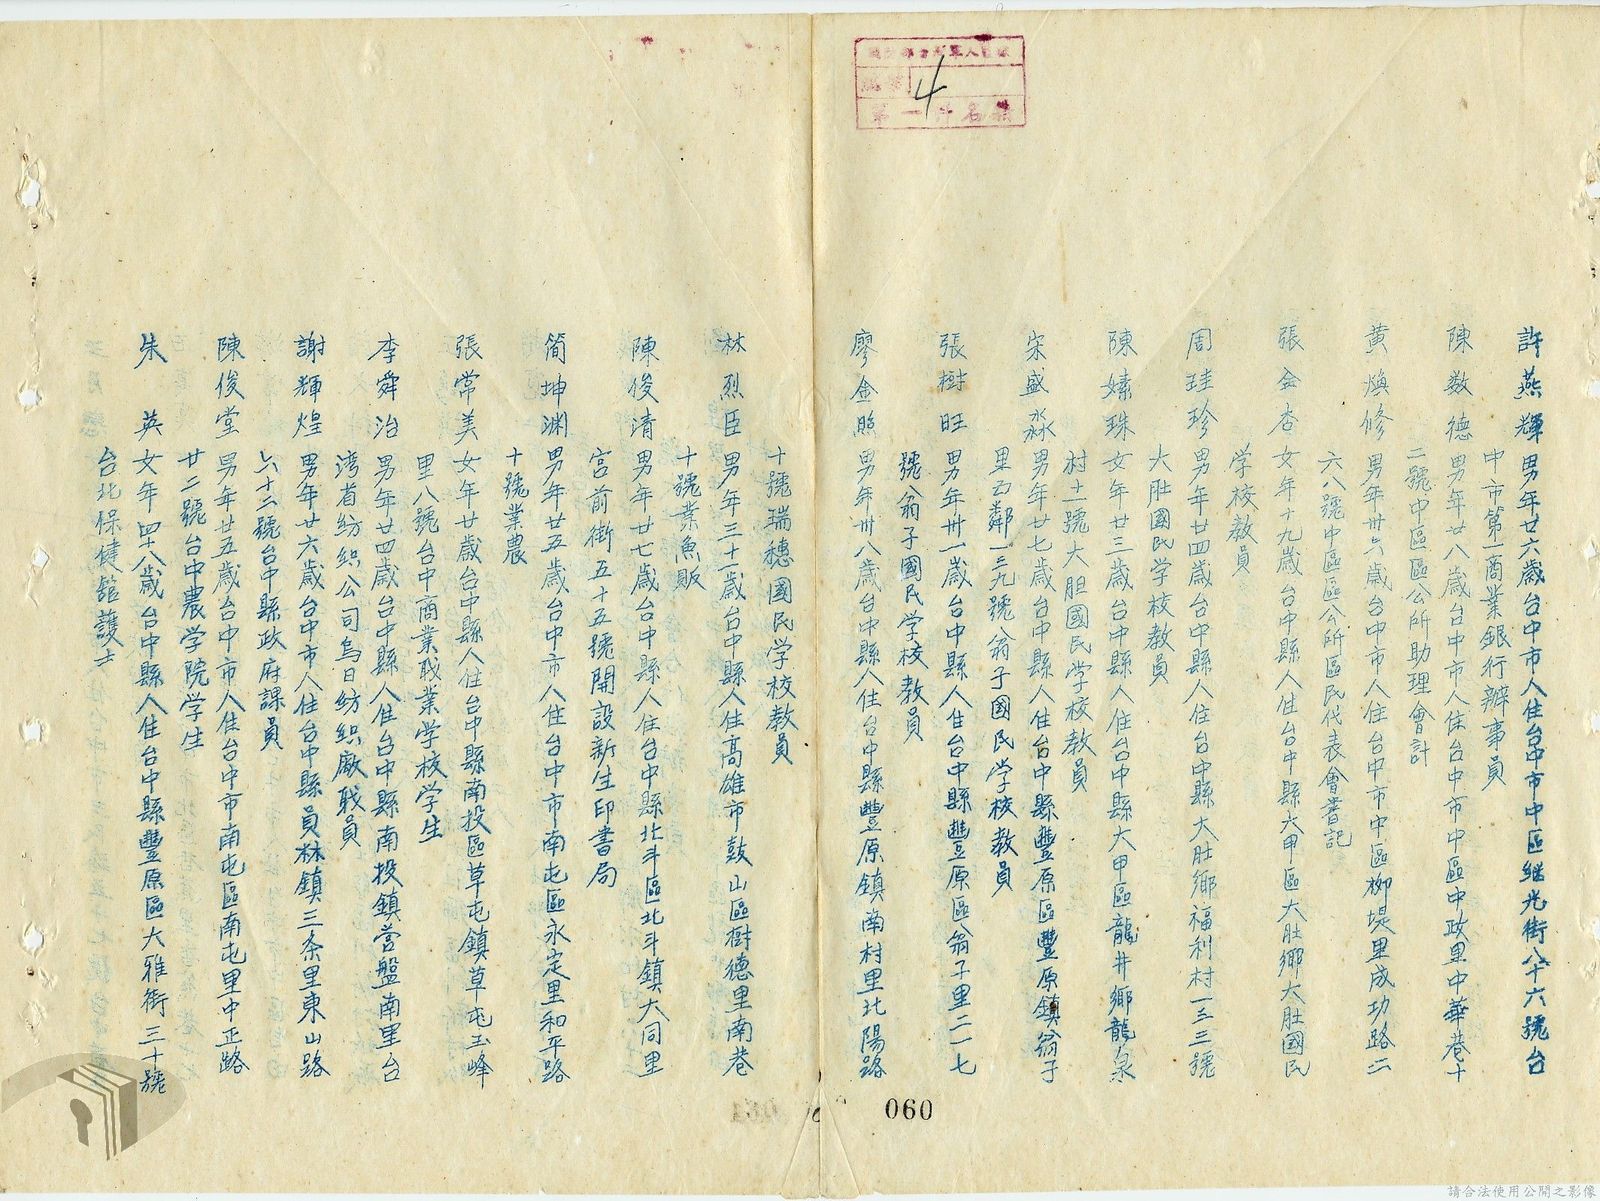 4
許燕輝 男年廿六歲台中市人住台中市中區继光街八十六號台
中市第一商業銀行辦事員
陳数德 男年廿八歲台中市人住台中市中區中政里中華巷十
二號中區區公所助理會計
黄煥修 男年卅六歲台中市人住台中市中區柳堤里成功路二
六八號中區區公所區民代表會書記
張金杏 女年十九歲台中縣人住台中縣大甲區大肚鄉大肚國民
学校教員
周珪珍 男年廿四歲台中縣人住台中縣大肚鄉福利村一三三號
大肚國民学校教員
陳嫊珠 女年廿三歲台中縣人住台中縣大甲區龍井鄉龍泉
村十一號大胆國民学校教員
宋盛淼 男年廿七歲台中縣人住台中縣豐原區豐原鎮翁子
里五鄰一三九號翁子國民学校教員
張樹旺 男年卅一歲台中縣人住台中縣豐原區翁子里二一七
號翁子國民学校教員
廖金照 男年卅八歲台中縣人住台中縣豐原鎮南村里北陽路
十號瑞穗國民学校教員
林烈臣 男年三十一歲台中縣人住高雄市鼓山區樹德里南巷
十號業魚販
陳俊清 男年廿七歲台中縣人住台中縣北斗區北斗鎮大同里
宮前街五十五號開設新生印書局
简坤渊 男年廿五歲台中市人住台中市南屯區永定里和平路
十號業農
張常美 女年廿歲台中縣人住台中縣南投區草屯鎮草屯玉峰
里八號台中商業职業学校学生
李舜治 男年廿四歲台中縣人住台中縣南投鎮营盤南里台
湾省紡织公司烏日紡织廠职員
謝輝煌 男年廿六歲台中市人住台中縣員林鎮三条里東山路
六十二號台中縣政府課員
陳俊堂 男年廿五歲台中市人住台中市南屯區南屯里中正路
廿二號台中農学院学生
朱英 女年四十八歲台中縣人住台中縣豐原區大雅街三十號
台北保健舘護士
060
請合法使用公開之影像